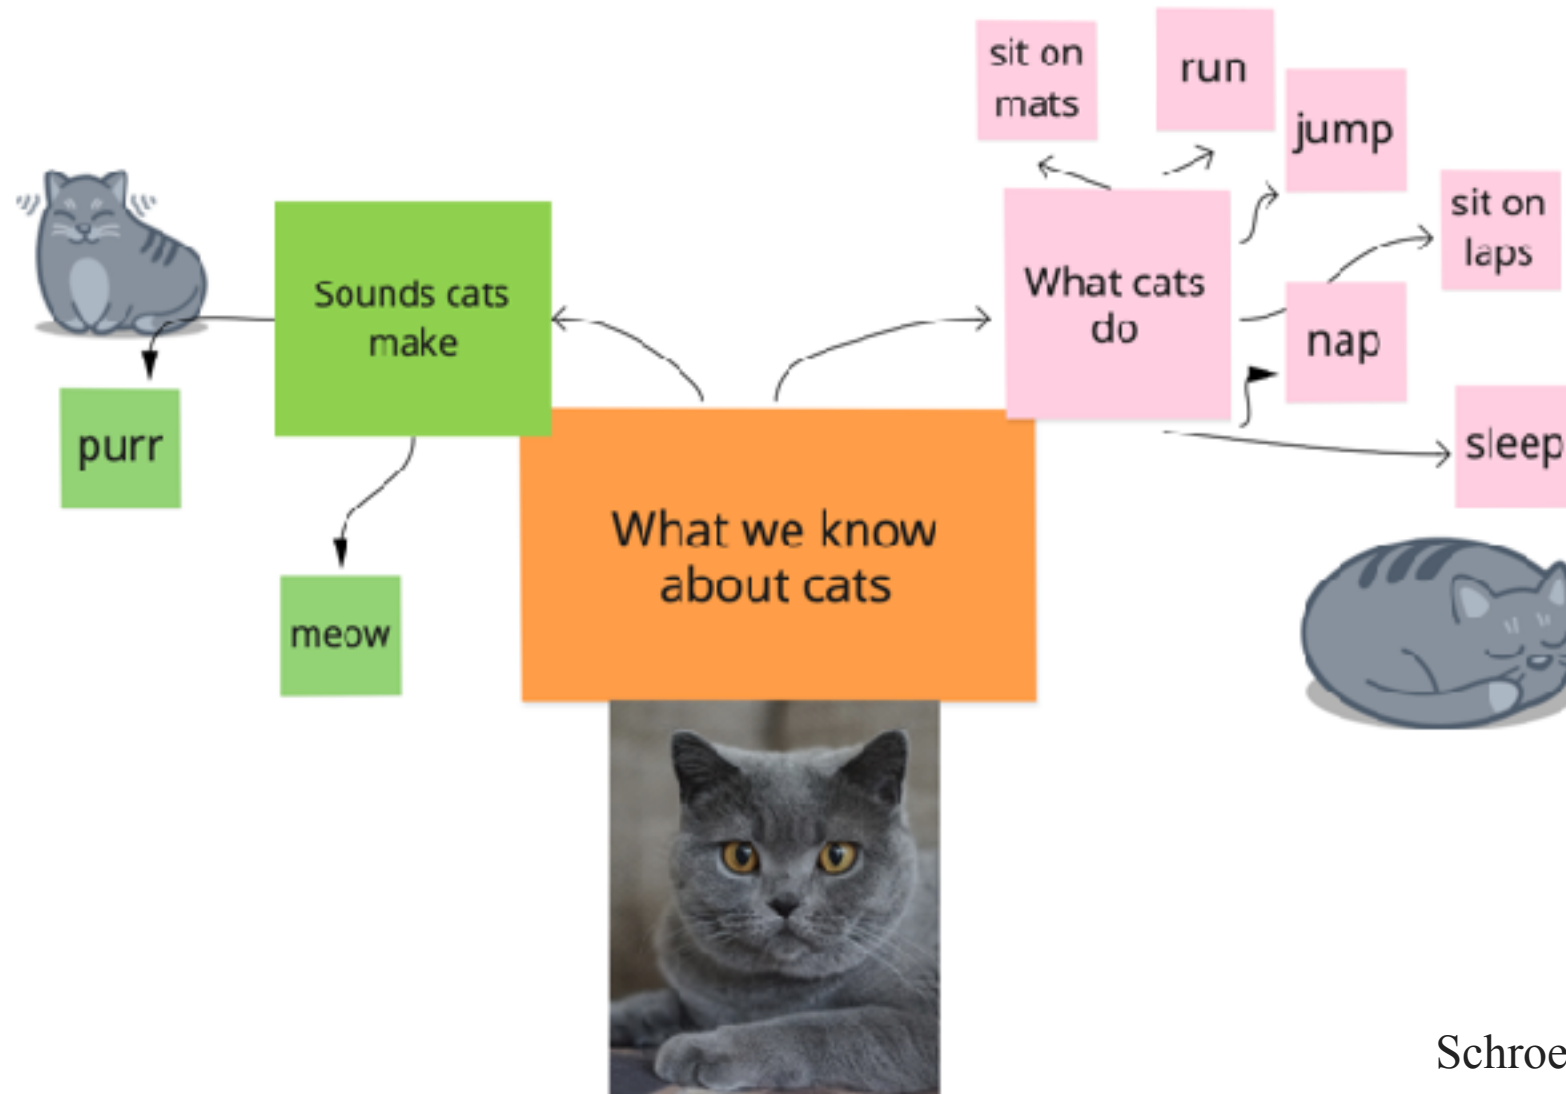 sit on
mats
run
jump
sit on
laps
What cats
do
nap
sleep
Sounds cats
make
purr
meow
What we know
about cats